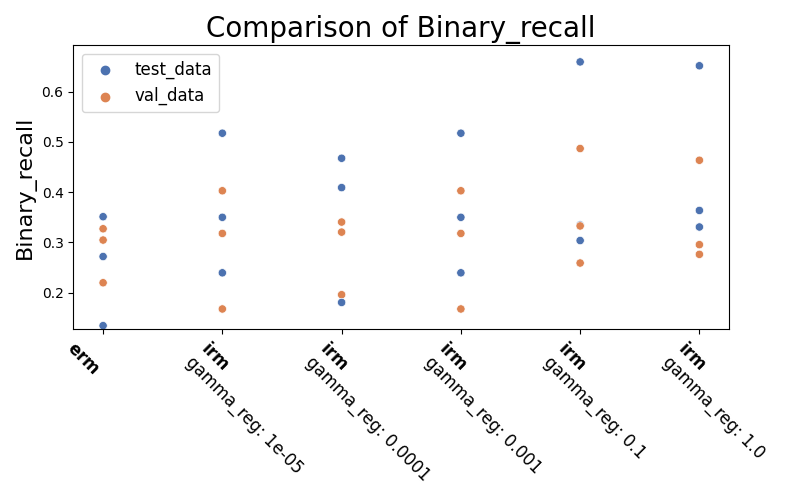 Comparison of Binary_recall
test_data
val_data
Binary_recall
0.6
0.5
0.4
0.3
0.2
erm
irm
gamma_reg: 1e-05
irm
gamma_reg: 0.0001
irm
gamma_reg: 0.001
irm
gamma_reg: 0.1
irm
gamma_reg: 1.0